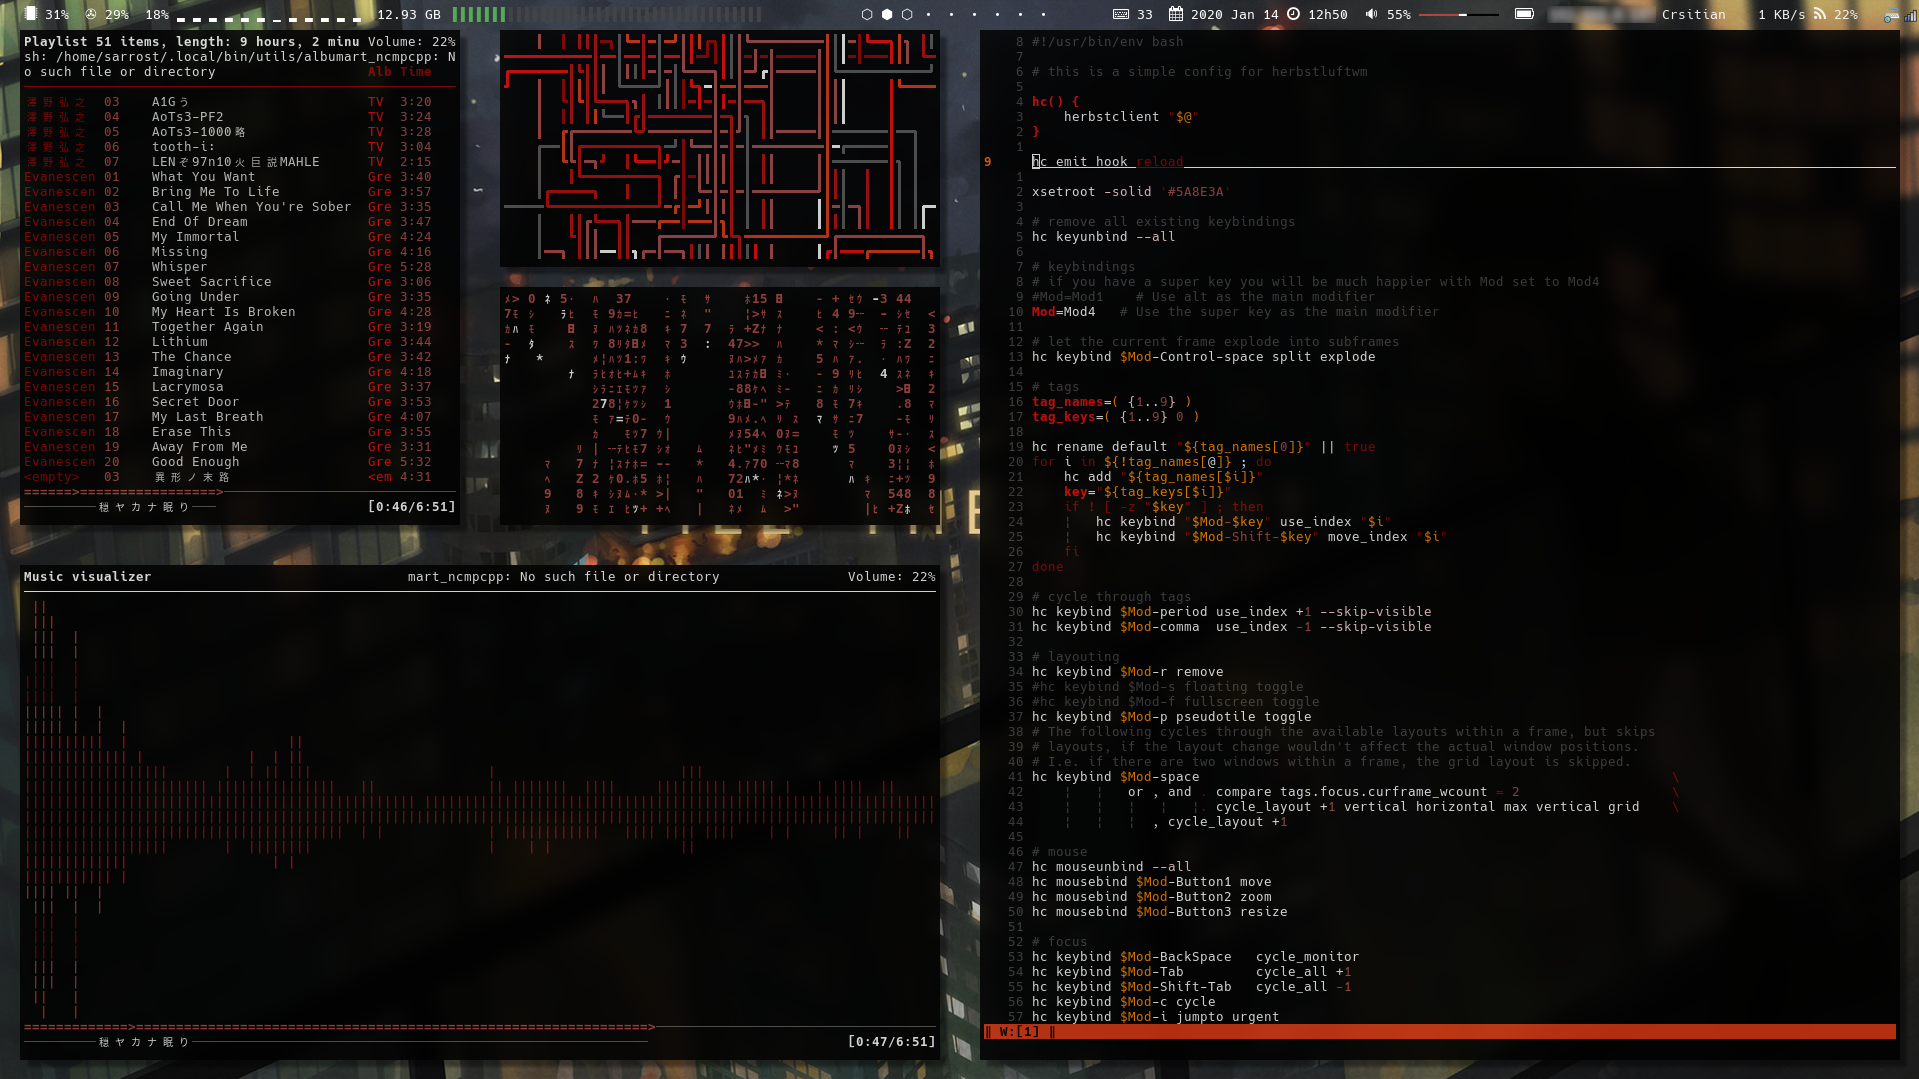 31% 29% 18% 12.93 GB 33 2020 Jan 14 12h50 55% Crsitian 1 KB/s 22%
Playlist 51 items, length: 9 hours, 2 minu Volume: 22%
sh: /home/sarrost/.local/bin/utils/albumart_ncmpcpp: N
o such file or directory Alb Time
澤野弘之 03 A1Gう TV 3:20
澤野弘之 04 AoTs3-PF2 TV 3:24
澤野弘之 05 AoTs3-1000略 TV 3:28
澤野弘之 06 tooth-i: TV 3:04
澤野弘之 07 LENぞ97n10火巨説MAHLE TV 2:15
Evanescen 01 What You Want Gre 3:40
Evanescen 02 Bring Me To Life Gre 3:57
Evanescen 03 Call Me When You're Sober Gre 3:35
Evanescen 04 End Of Dream Gre 3:47
Evanescen 05 My Immortal Gre 4:24
Evanescen 06 Missing Gre 4:16
Evanescen 07 Whisper Gre 5:28
Evanescen 08 Sweet Sacrifice Gre 3:06
Evanescen 09 Going Under Gre 3:35
Evanescen 10 My Heart Is Broken Gre 4:28
Evanescen 11 Together Again Gre 3:19
Evanescen 12 Lithium Gre 3:44
Evanescen 13 The Chance Gre 3:42
Evanescen 14 Imaginary Gre 4:18
Evanescen 15 Lacrymosa Gre 3:37
Evanescen 16 Secret Door Gre 3:53
Evanescen 17 My Last Breath Gre 4:07
Evanescen 18 Erase This Gre 3:55
Evanescen 19 Away From Me Gre 3:31
Evanescen 20 Good Enough Gre 5:32
<empty> 03 異形ノ末路 <em 4:31
ヤカナ眠り [0:46/6:51]
Music visualizer mart_ncmpcpp: No such file or directory Volume: 22%
ヤカナ眠り [0:47/6:51]
8 #!/usr/bin/env bash
7
6 # this is a simple config for herbstluftwm
5
4 hc() {
3 herbstclient "$@"
2 }
1
9 hc emit_hook reload
1
2 xsetroot -solid '#5A8E3A'
3
4 # remove all existing keybindings
5 hc keyunbind --all
6
7 # keybindings
8 # if you have a super key you will be much happier with Mod set to Mod4
9 #Mod=Mod1 # Use alt as the main modifier
10 Mod=Mod4 # Use the super key as the main modifier
11
12 # let the current frame explode into subframes
13 hc keybind $Mod-Control-space split explode
14
15 # tags
16 tag_names=( {1..9} )
17 tag_keys=( {1..9} 0 )
18
19 hc rename default "${tag_names[0]}" || true
20 for i in ${!tag_names[@]} ; do
21 hc add "${tag_names[$i]}"
22 key="${tag_keys[$i]}"
23 if ! [ -z "$key" ] ; then
24 hc keybind "$Mod-$key" use_index "$i"
25 hc keybind "$Mod-Shift-$key" move_index "$i"
26 fi
27 done
28
29 # cycle through tags
30 hc keybind $Mod-period use_index +1 --skip-visible
31 hc keybind $Mod-comma use_index -1 --skip-visible
32
33 # layouting
34 hc keybind $Mod-r remove
35 #hc keybind $Mod-s floating toggle
36 #hc keybind $Mod-f fullscreen toggle
37 hc keybind $Mod-p pseudotile toggle
38 # The following cycles through the available layouts within a frame, but skips
39 # layouts, if the layout change wouldn't affect the actual window positions.
40 # I.e. if there are two windows within a frame, the grid layout is skipped.
41 hc keybind $Mod-space \
42 or , and . compare tags.focus.curframe_wcount = 2 \
43 . cycle_layout +1 vertical horizontal max vertical grid \
44 , cycle_layout +1
45
46 # mouse
47 hc mouseunbind --all
48 hc mousebind $Mod-Button1 move
49 hc mousebind $Mod-Button2 zoom
50 hc mousebind $Mod-Button3 resize
51
52 # focus
53 hc keybind $Mod-BackSpace cycle_monitor
54 hc keybind $Mod-Tab cycle_all +1
55 hc keybind $Mod-Shift-Tab cycle_all -1
56 hc keybind $Mod-c cycle
57 hc keybind $Mod-i jumpto urgent
W:[1]